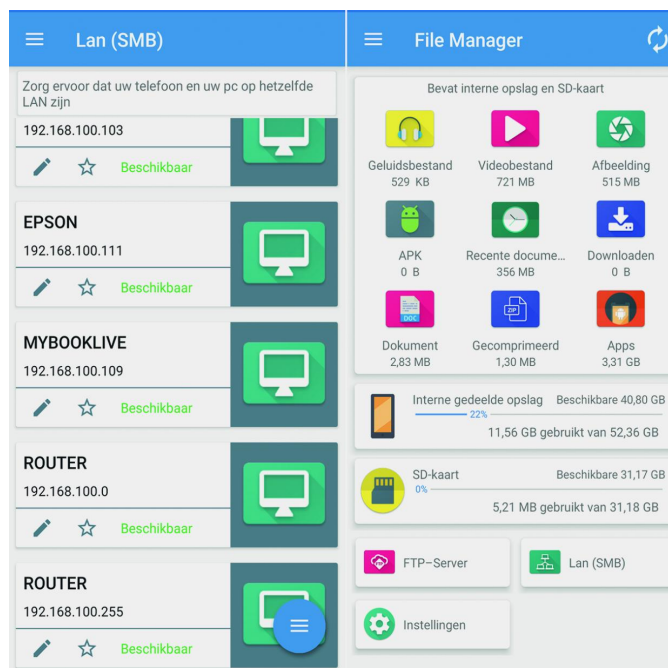 Lan (SMB)
Zorg ervoor dat uw telefoon en uw pc op hetzelfde
LAN zijn
192.168.100.103
Beschikbaar
EPSON
192.168.100.111
Beschikbaar
MYBOOKLIVE
192.168.100.109
Beschikbaar
ROUTER
192.168.100.0
Beschikbaar
ROUTER
192.168.100.255
Beschikbaar
File Manager
Bevat interne opslag en SD-kaart
Geluidsbestand
529 KB
Videobestand
721 MB
Afbeelding
515 MB
APK
0 B
Recente docume...
356 MB
Downloaden
0 B
DOC
Dokument
2,83 MB
ZIP
Gecomprimeerd
1,30 MB
Apps
3,31 GB
Interne gedeelde opslag Beschikbare 40,80 GB
22%
11,56 GB gebruikt van 52,36 GB
SD-kaart Beschikbare 31,17 GB
0%
5,21 MB gebruikt van 31,18 GB
FTP-Server
Lan (SMB)
Instellingen